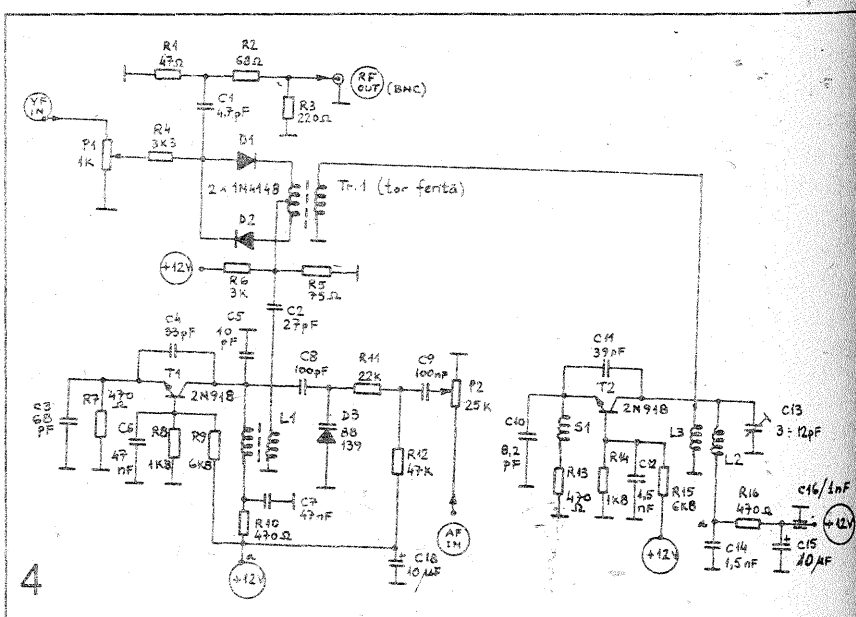 R1
47Ω
R2
68Ω
RF
OUT
(BNC)
R3
220Ω
C1
4,7pF
YF
IN
P1
1K
R4
3K3
D1
2 x 1N4148
Tr.1 (tor ferită)
D2
+12V
R6
3K
R5
75Ω
C2
27pF
C4
33pF
C5
10
pF
T1
2N918
C3
68
pF
R7
470
Ω
C6
47
nF
R8
1K8
R9
6K8
L1
C8
100pF
R11
22K
C9
100nF
P2
25K
D3
BB
139
R12
47K
C7
47nF
R10
470Ω
a
+12V
C18
10µF
AF
IN
C11
39pF
T2
2N918
C10
8,2
pF
S1
R13
470
Ω
R14
1K8
C12
1,5
nF
R15
6K8
+12V
L3
L2
C13
3÷12pF
C16/1nF
R16
470Ω
+12V
a
C14
1,5nF
C15
10µF
4